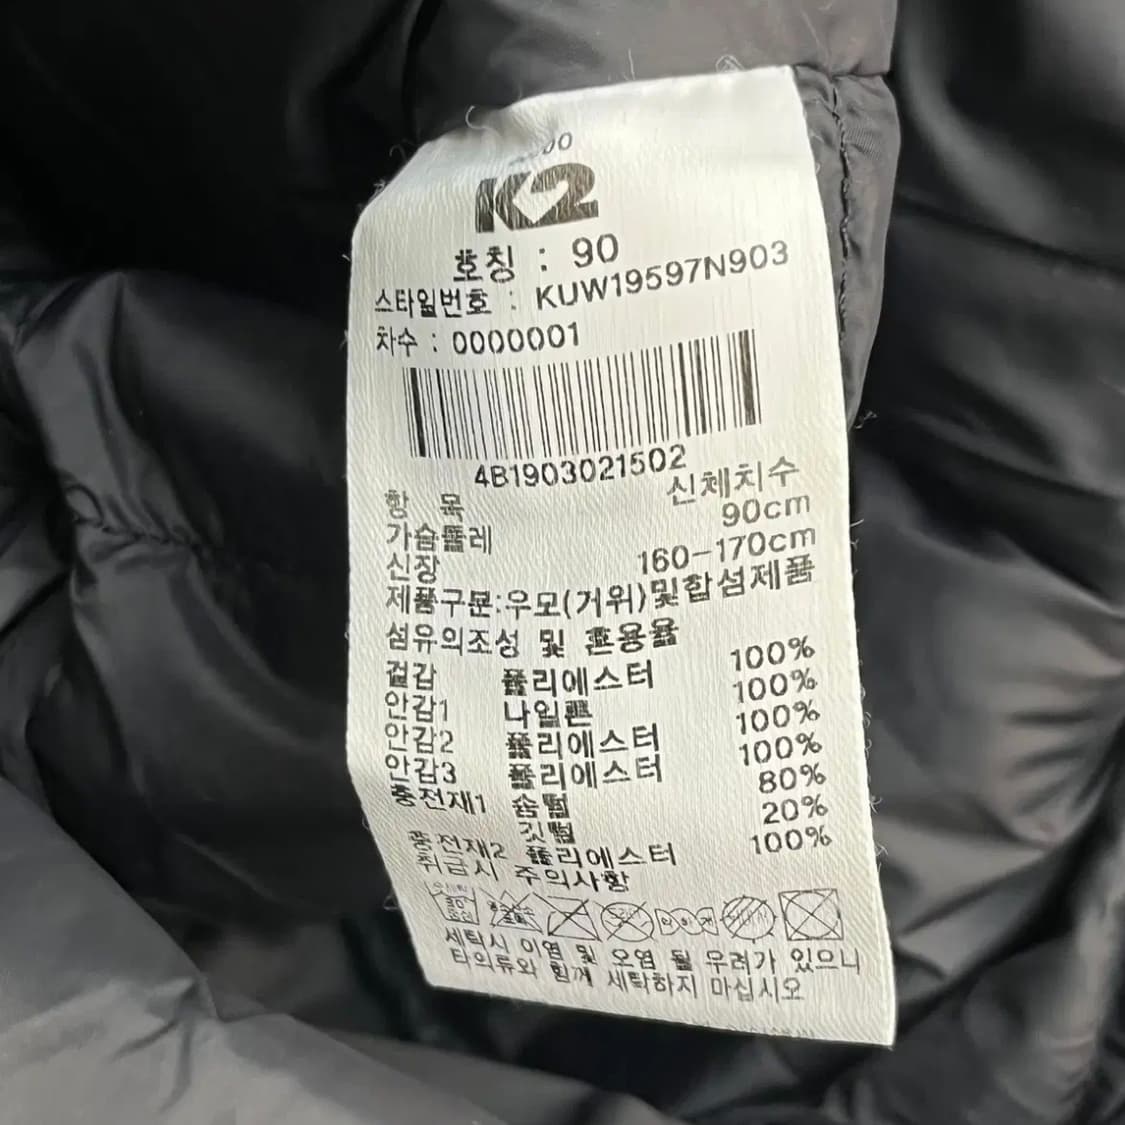 K2
호칭 : 90
스타일번호 : KUW19597N903
차수 : 0000001
4B1903021502
항 목 신체치수
가슴둘레 90cm
신장 160-170cm
제품구분:우모(거위)및합섬제품
섬유의조성 및 혼용율
겉감 폴리에스터 100%
안감1 나일론 100%
안감2 폴리에스터 100%
안감3 폴리에스터 100%
충전재1 솜털 80%
깃털 20%
충전재2 폴리에스터 100%
취급시 주의사항
세탁시 이염 및 오염 될 우려가 있으니
타의류와 함께 세탁하지 마십시오